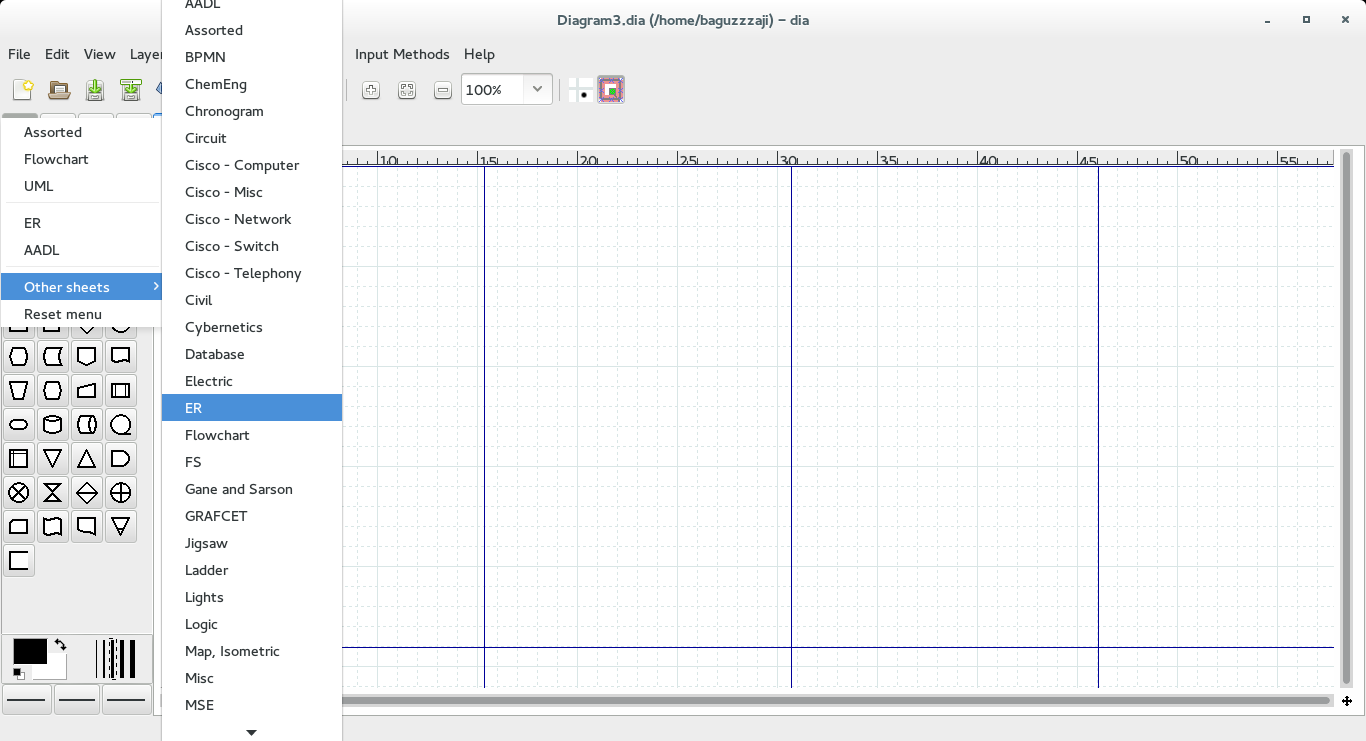 Diagram3.dia (/home/baguzzzaji) − dia
File Edit View Layer Input Methods Help
100%
10 15 20 25 30 35 40 45 50 55
Assorted
Flowchart
UML
ER
AADL
Other sheets
Reset menu
AADL
Assorted
BPMN
ChemEng
Chronogram
Circuit
Cisco - Computer
Cisco - Misc
Cisco - Network
Cisco - Switch
Cisco - Telephony
Civil
Cybernetics
Database
Electric
ER
Flowchart
FS
Gane and Sarson
GRAFCET
Jigsaw
Ladder
Lights
Logic
Map, Isometric
Misc
MSE